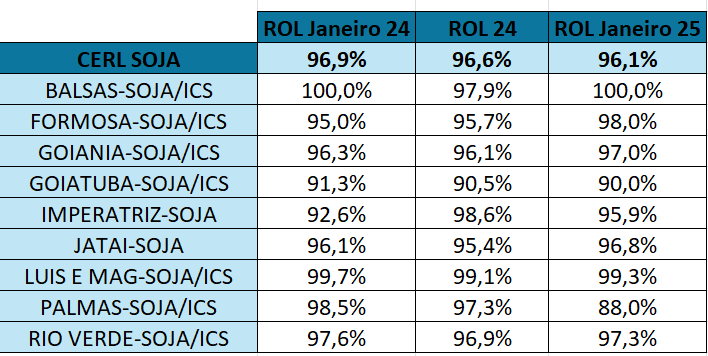 ROL Janeiro 24 ROL 24 ROL Janeiro 25
CERL SOJA 96,9% 96,6% 96,1%
BALSAS-SOJA/ICS 100,0% 97,9% 100,0%
FORMOSA-SOJA/ICS 95,0% 95,7% 98,0%
GOIANIA-SOJA/ICS 96,3% 96,1% 97,0%
GOIATUBA-SOJA/ICS 91,3% 90,5% 90,0%
IMPERATRIZ-SOJA 92,6% 98,6% 95,9%
JATAI-SOJA 96,1% 95,4% 96,8%
LUIS E MAG-SOJA/ICS 99,7% 99,1% 99,3%
PALMAS-SOJA/ICS 98,5% 97,3% 88,0%
RIO VERDE-SOJA/ICS 97,6% 96,9% 97,3%